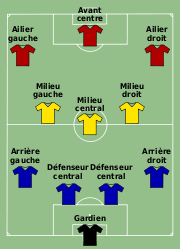 Avant
centre
Ailier
gauche
Ailier
droit
Milieu
gauche
Milieu
droit
Milieu
central
Arrière
gauche
Arrière
droit
Défenseur
central
Défenseur
central
Gardien